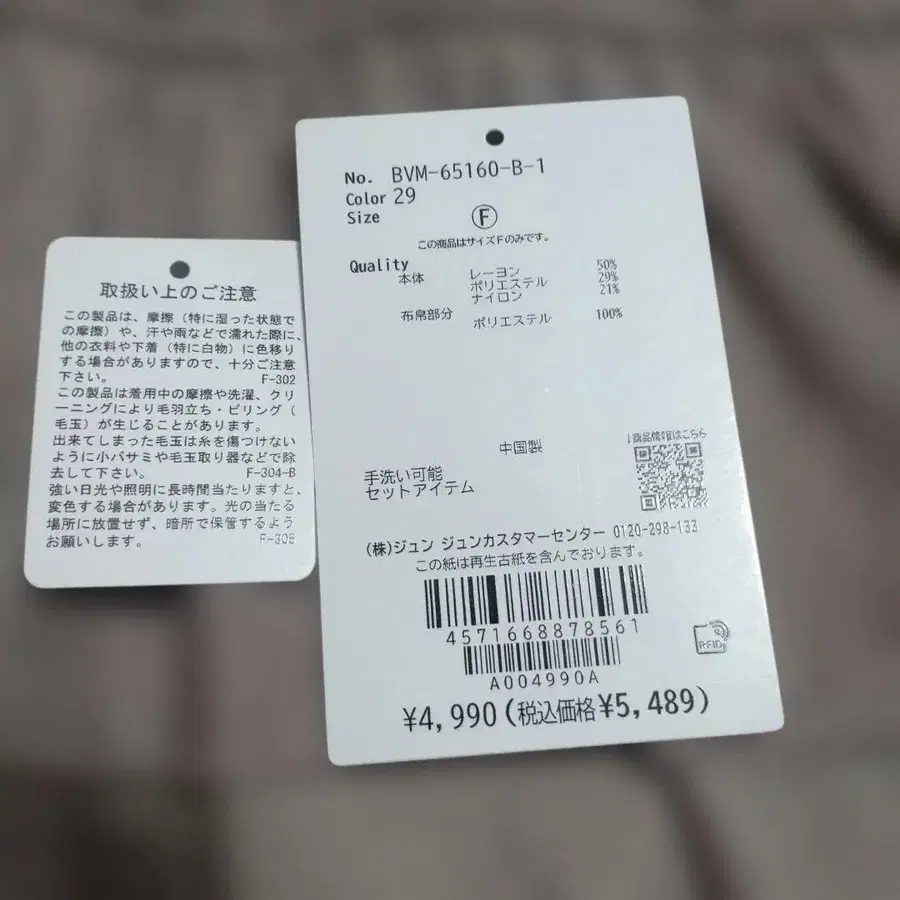 取扱い上のご注意
この製品は、摩擦（特に湿った状態で
の摩擦）や、汗や雨などで濡れた際に、
他の衣料や下着（特に白物）に色移り
する場合がありますので、十分ご注意
下さい。 F-302
この製品は着用中の摩擦や洗濯、クリ
ーニングにより毛羽立ち・ピリング（
毛玉）が生じることがあります。
出来てしまった毛玉は糸を傷つけない
ように小バサミや毛玉取り器などで除
去して下さい。 F-304-B
強い日光や照明に長時間当たりますと、
変色する場合があります。光の当たる
場所に放置せず、暗所で保管するよう
お願いします。 F-305
No. BVM-65160-B-1
Color 29
Size F
この商品はサイズFのみです。
Quality
本体 レーヨン 50%
ポリエステル 29%
ナイロン 21%
布帛部分 ポリエステル 100%
中国製
↓商品情報はこちら
手洗い可能
セットアイテム
(株)ジュン ジュンカスタマーセンター 0120-298-133
この紙は再生古紙を含んでおります。
4571668878561
RFID
A004990A
¥4,990(税込価格¥5,489)